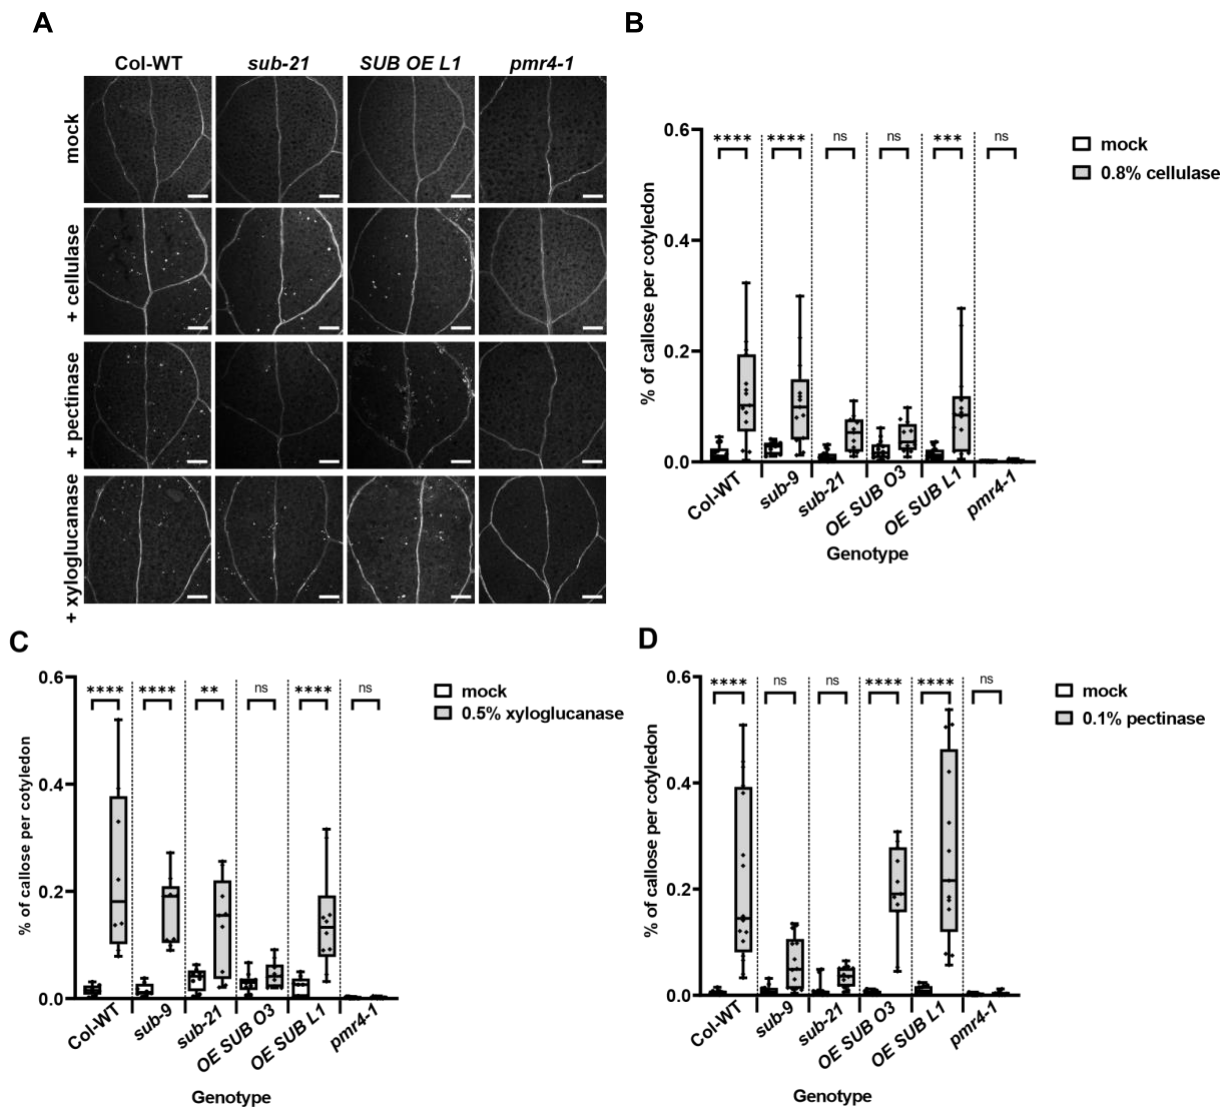 A
Col-WT sub-21 SUB OE L1 pmr4-1
mock
+ cellulase
+ pectinase
+ xyloglucanase
B
% of callose per cotyledon
0.6
0.4
0.2
0.0
**** **** ns ns *** ns
mock
0.8% cellulase
Col-WT sub-9 sub-21 OE SUB O3 OE SUB L1 pmr4-1
Genotype
C
% of callose per cotyledon
0.6
0.4
0.2
0.0
**** **** ** ns **** ns
mock
0.5% xyloglucanase
Col-WT sub-9 sub-21 OE SUB O3 OE SUB L1 pmr4-1
Genotype
D
% of callose per cotyledon
0.6
0.4
0.2
0.0
**** ns ns **** **** ns
mock
0.1% pectinase
Col-WT sub-9 sub-21 OE SUB O3 OE SUB L1 pmr4-1
Genotype